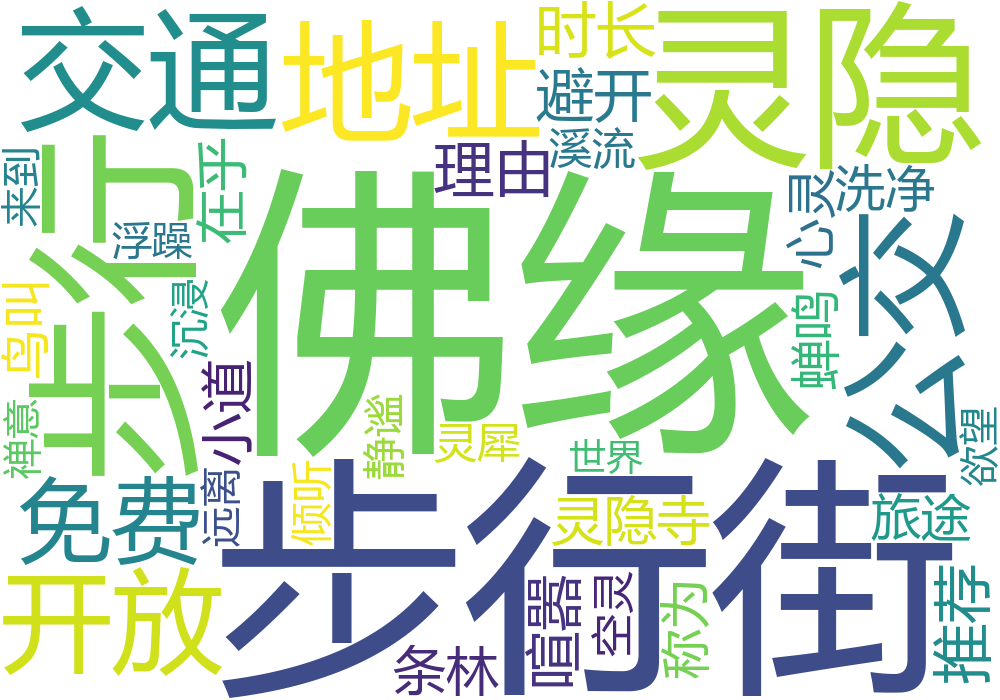 交通
地址
时长
灵隐
避开
溪流
理由
来到
步行
在乎
浮躁
佛缘
心灵
洗净
公交
鸟叫
沉浸
蝉鸣
小道
禅意
静谧
灵犀
世界
欲望
免费
远离
倾听
步行街
灵隐寺
旅途
开放
条林
喧嚣
空灵
称为
推荐